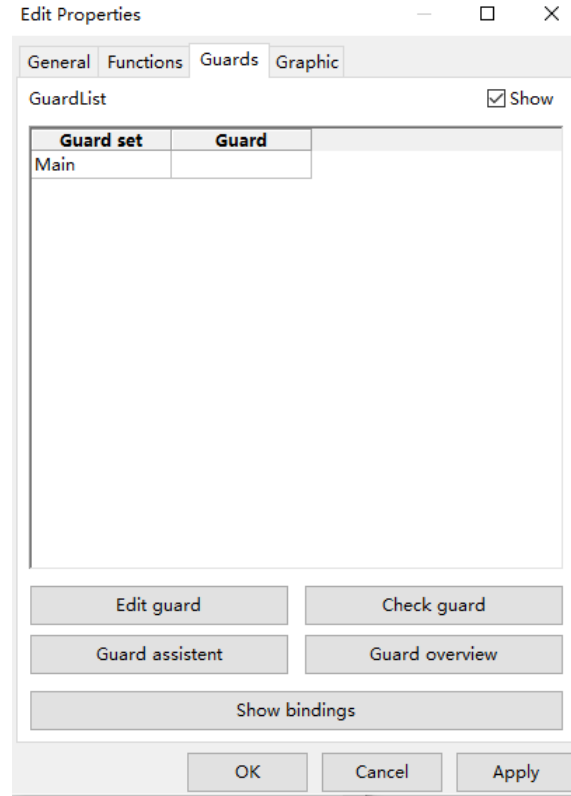 Edit Properties
General Functions Guards Graphic
GuardList Show
Guard set Guard
Main
Edit guard Check guard
Guard assistent Guard overview
Show bindings
OK Cancel Apply